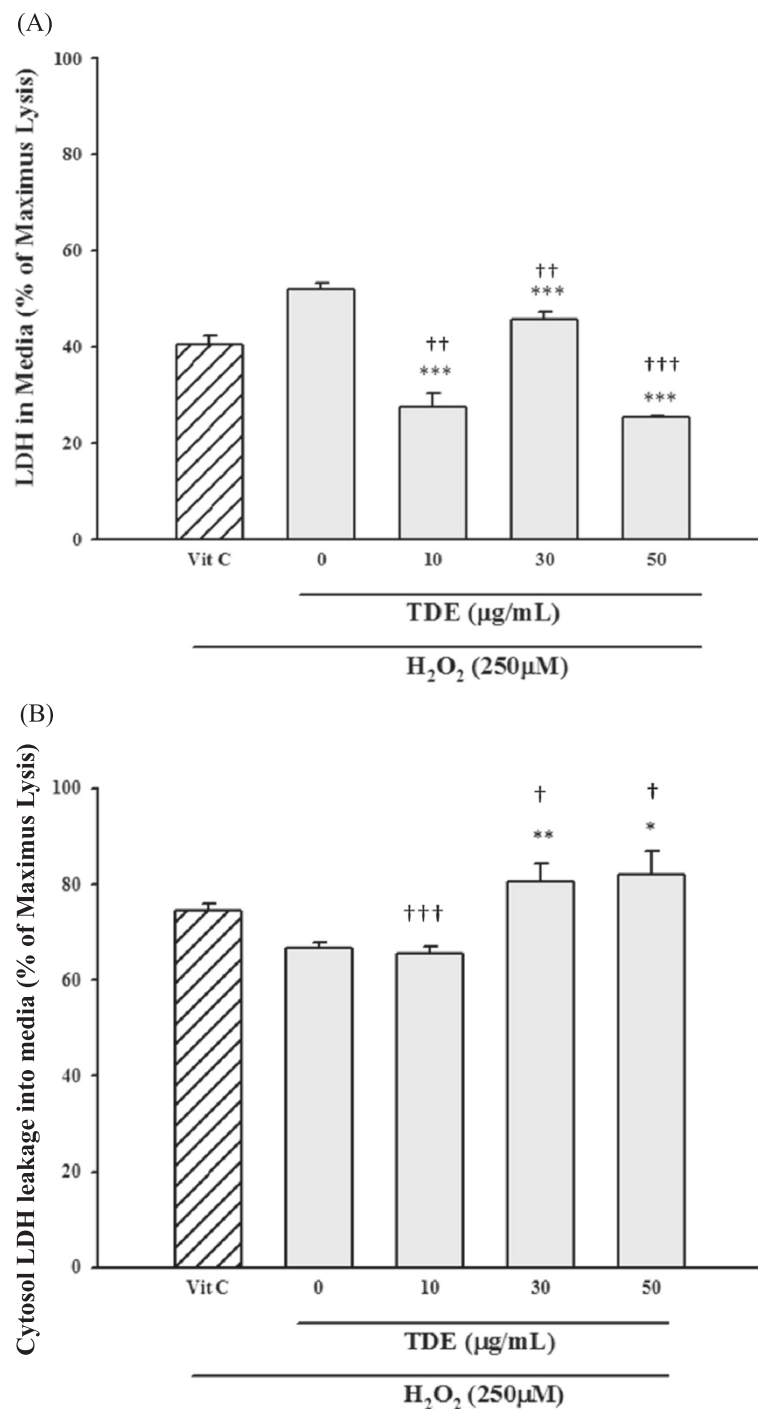 (A)
LDH in Media (% of Maximus Lysis)
100
80
60
40
20
0
††
***
††
***
†††
***
Vit C 0 10 30 50
TDE (µg/mL)
H₂O₂ (250µM)
(B)
Cytosol LDH leakage into media (% of Maximus Lysis)
100
80
60
40
20
0
†††
†
**
†
*
Vit C 0 10 30 50
TDE (µg/mL)
H₂O₂ (250µM)